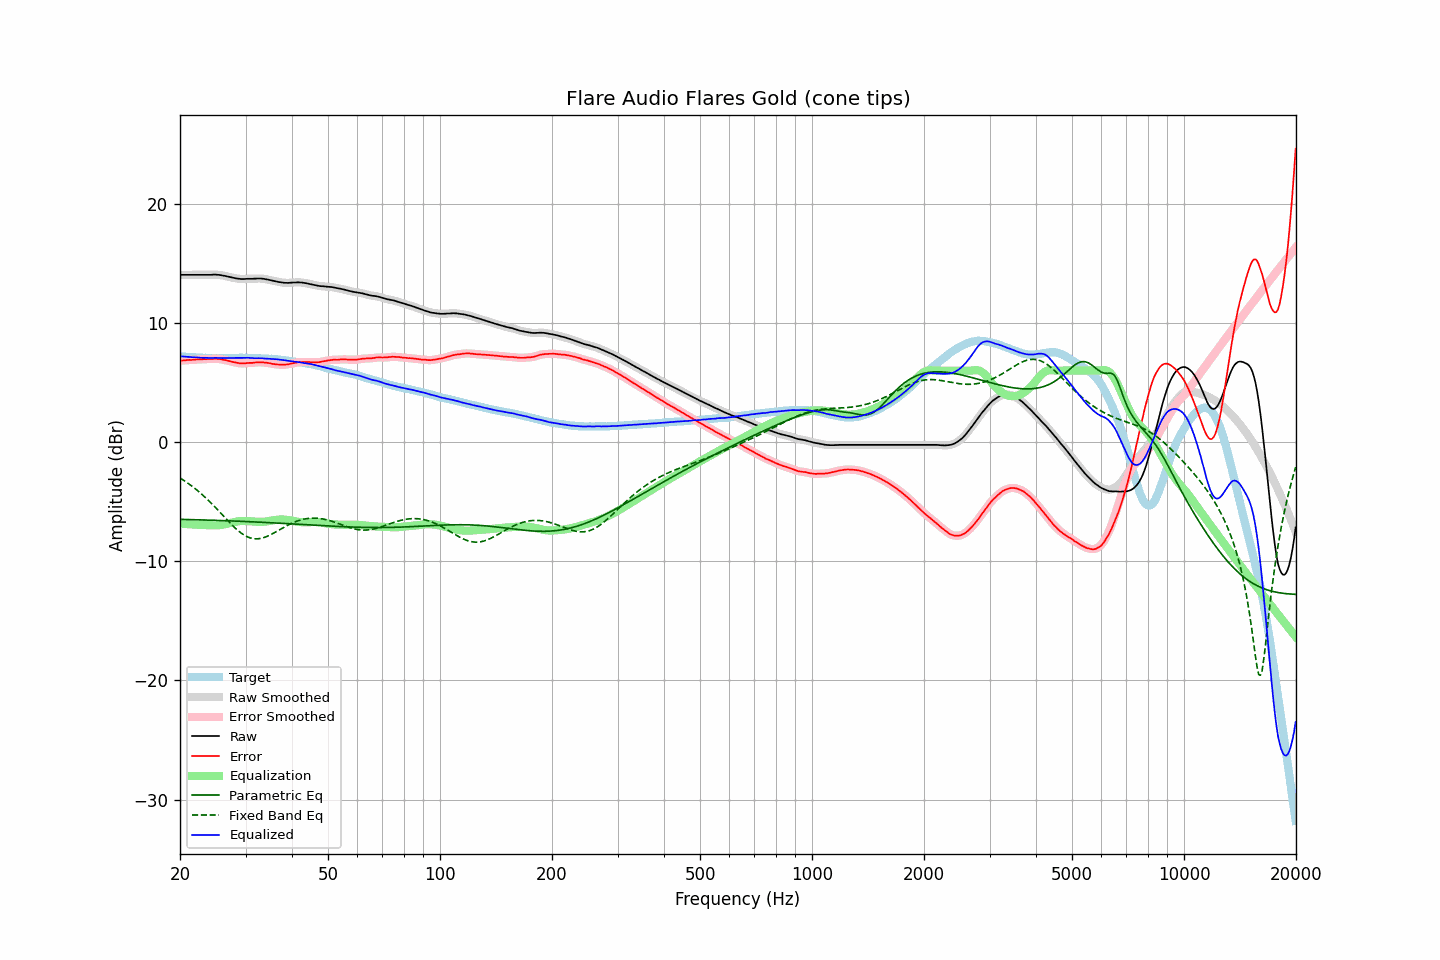 Flare Audio Flares Gold (cone tips)
Amplitude (dBr)
20
10
0
−10
−20
−30
Target
Raw Smoothed
Error Smoothed
Raw
Error
Equalization
Parametric Eq
Fixed Band Eq
Equalized
20 50 100 200 500 1000 2000 5000 10000 20000
Frequency (Hz)